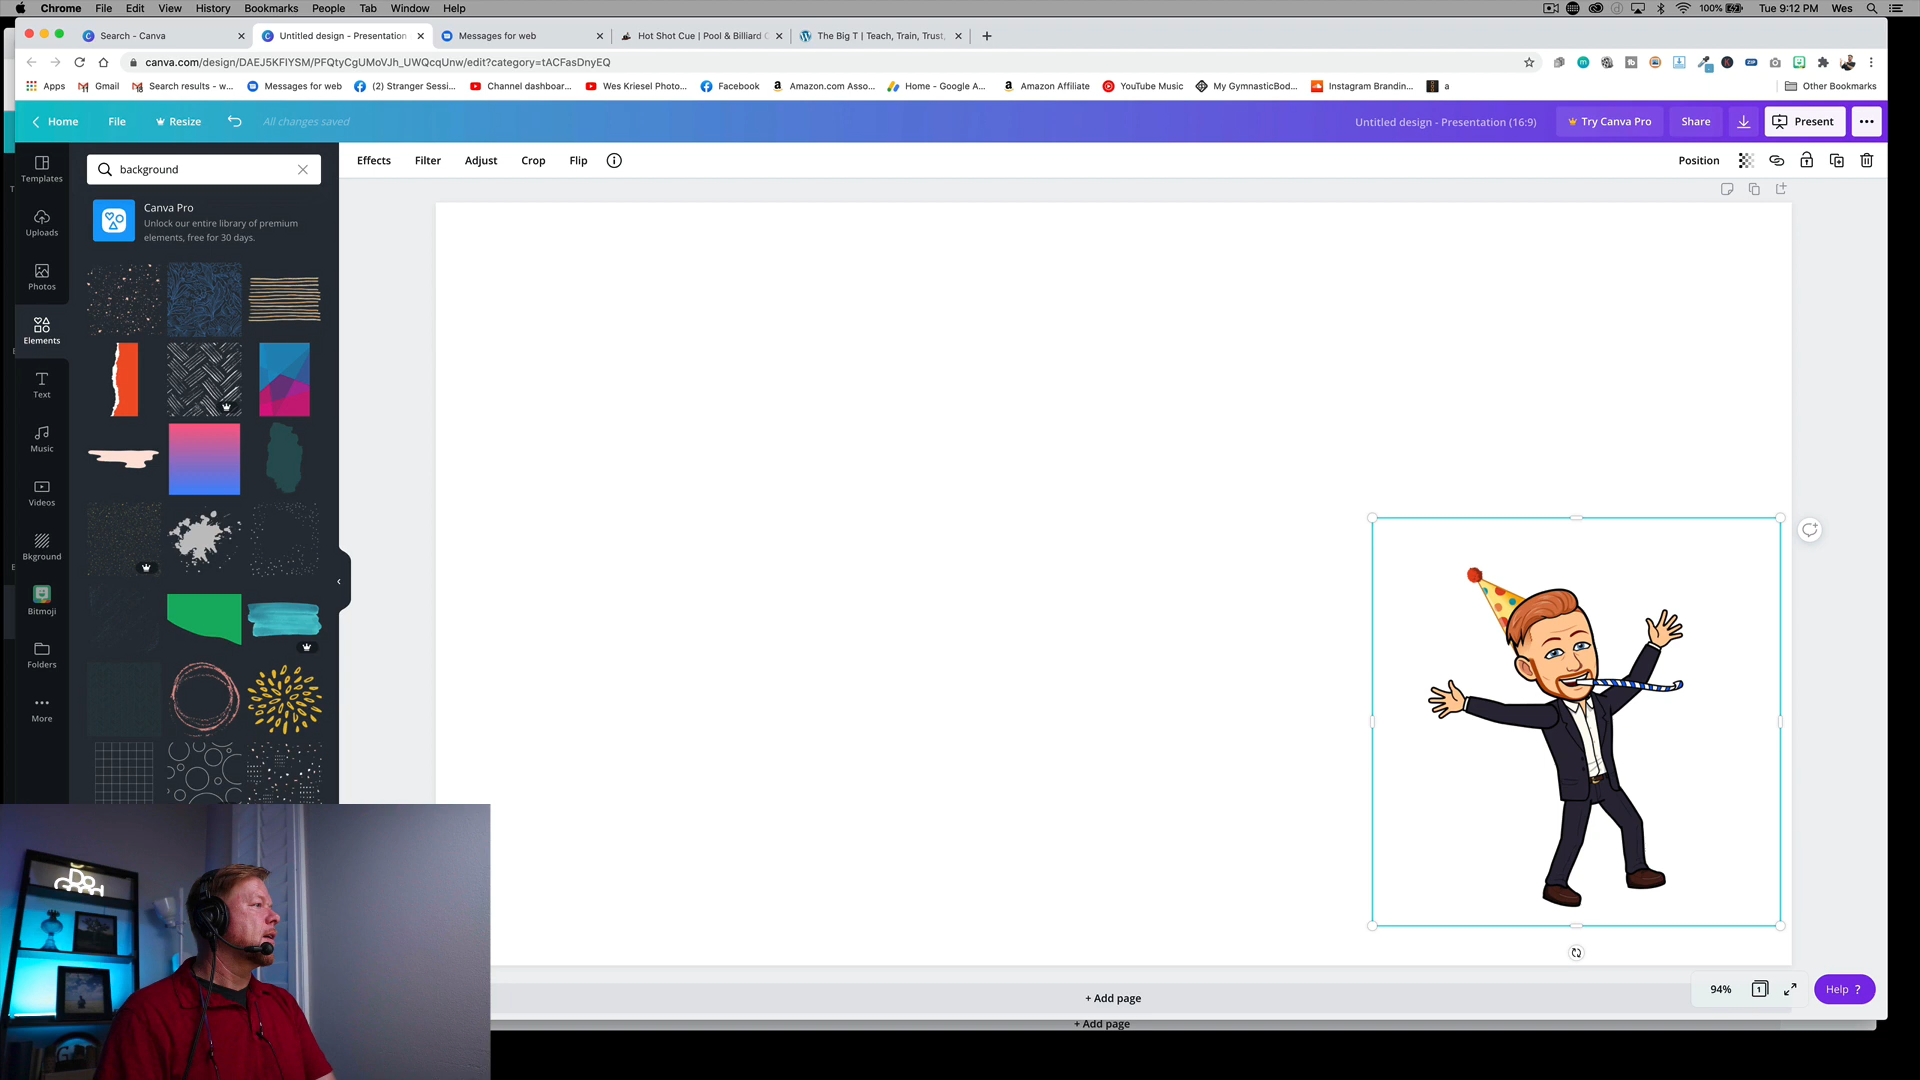 Chrome File Edit View History Bookmarks People Tab Window Help 100% Tue 9:12 PM Wes
Search - Canva Untitled design - Presentation Messages for web Hot Shot Cue | Pool & Billiard C The Big T | Teach, Train, Trust,
canva.com/design/DAEJ5KFIYSM/PFQtyCgUMoVJh_UWQcqUnw/edit?category=tACFasDnyEQ
Apps Gmail Search results - w... Messages for web (2) Stranger Sessi... Channel dashboar... Wes Kriesel Photo... Facebook Amazon.com Asso... Home - Google A... Amazon Affiliate YouTube Music My GymnasticBod... Instagram Brandin... a Other Bookmarks
Home File Resize All changes saved Untitled design - Presentation (16:9) Try Canva Pro Share Present
background
Effects Filter Adjust Crop Flip Position
Templates
Uploads
Photos
Elements
Text
Music
Videos
Bkground
Bitmoji
Folders
More
Canva Pro
Unlock our entire library of premium
elements, free for 30 days.
Do
Good
+ Add page
94% 1 Help ?
+ Add page